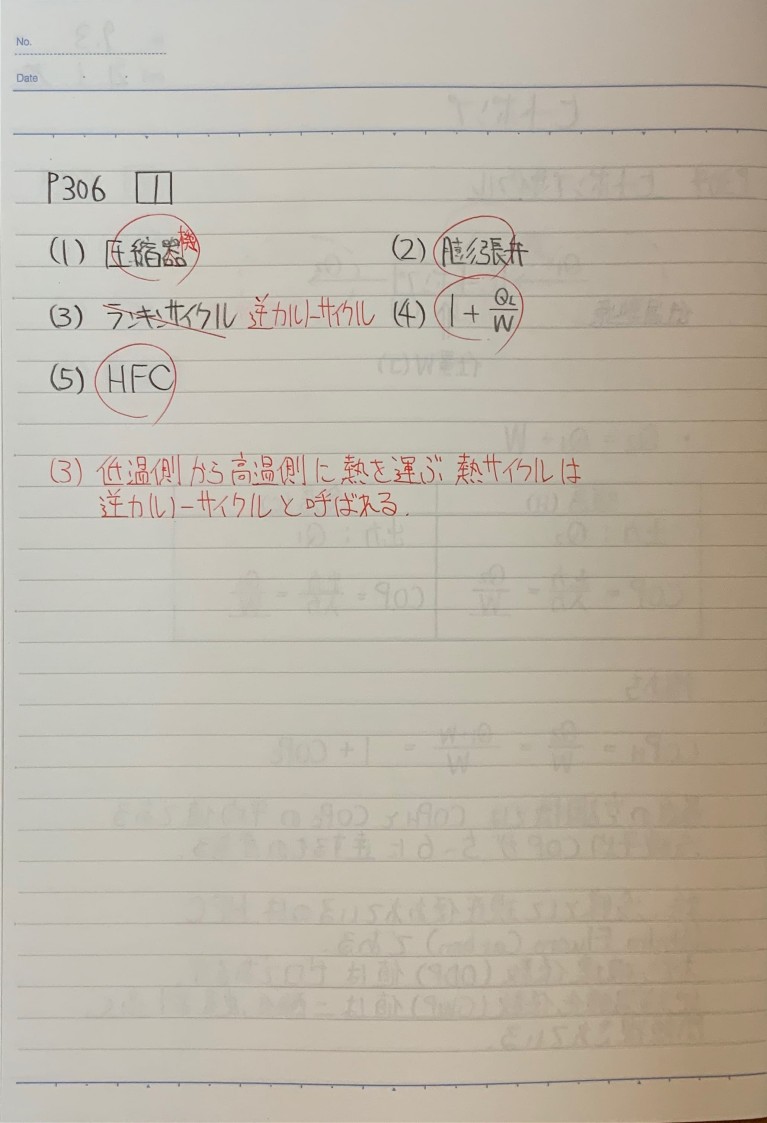 No.
Date
P306 1
(1) 圧縮器 機 (2) 膨張弁
(3) ランキンサイクル 逆カルノーサイクル (4) 1 + QL/W
(5) HFC
(3) 低温側から高温側に熱を運ぶ熱サイクルは
逆カルノーサイクルと呼ばれる.